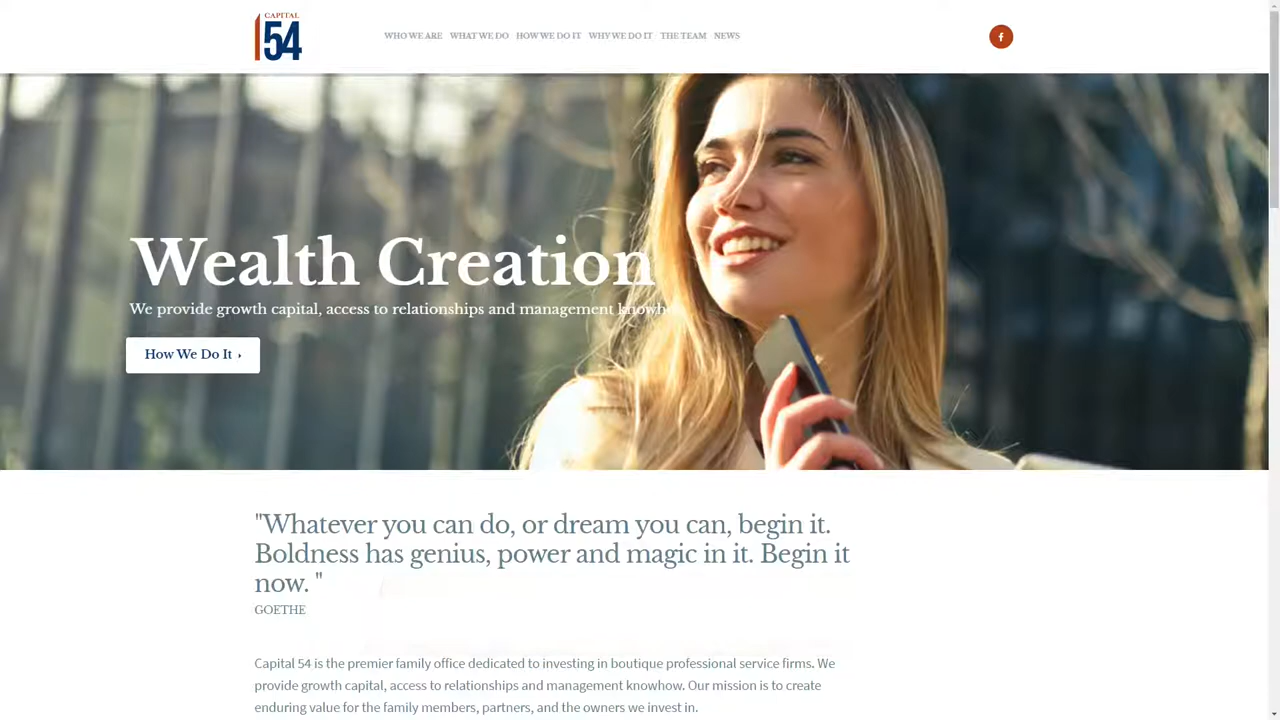 CAPITAL
54
WHO WE ARE WHAT WE DO HOW WE DO IT WHY WE DO IT THE TEAM NEWS
Wealth Creation
We provide growth capital, access to relationships and management
How We Do It
"Whatever you can do, or dream you can, begin it.
Boldness has genius, power and magic in it. Begin it
now. "
GOETHE
Capital 54 is the premier family office dedicated to investing in boutique professional service firms. We
provide growth capital, access to relationships and management knowhow. Our mission is to create
enduring value for the family members, partners, and the owners we invest in.